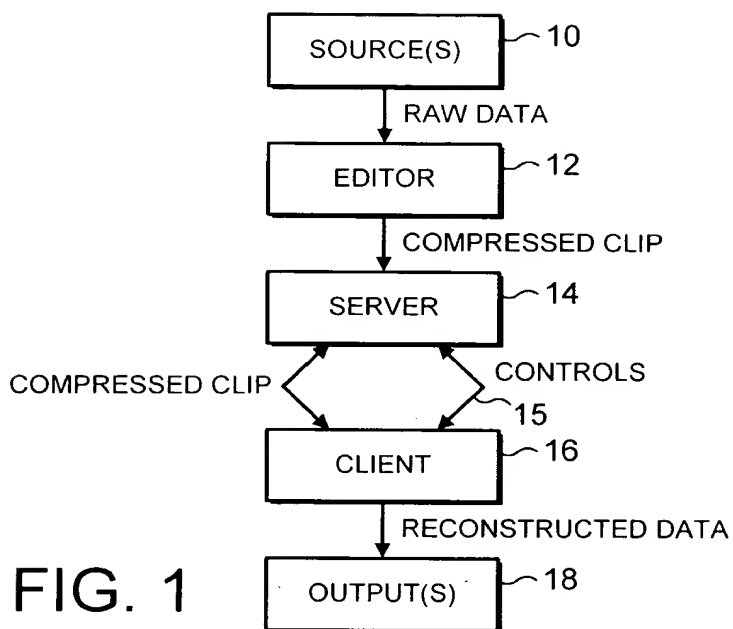 SOURCE(S)
10
RAW DATA
EDITOR
12
COMPRESSED CLIP
SERVER
14
COMPRESSED CLIP
CONTROLS
15
CLIENT
16
RECONSTRUCTED DATA
OUTPUT(S)
18
FIG. 1